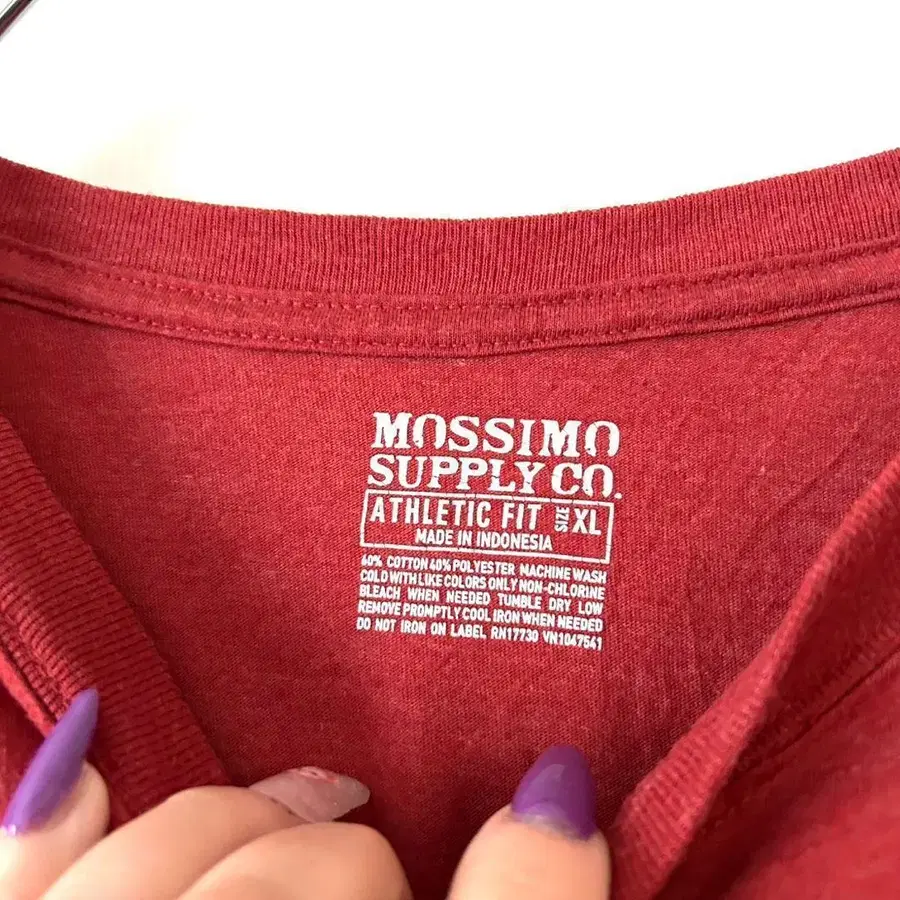 MOSSIMO
SUPPLY CO.
ATHLETIC FIT SIZE XL
MADE IN INDONESIA
60% COTTON 40% POLYESTER MACHINE WASH
COLD WITH LIKE COLORS ONLY NON-CHLORINE
BLEACH WHEN NEEDED TUMBLE DRY LOW
REMOVE PROMPTLY COOL IRON WHEN NEEDED
DO NOT IRON ON LABEL RN17730 VN1047541